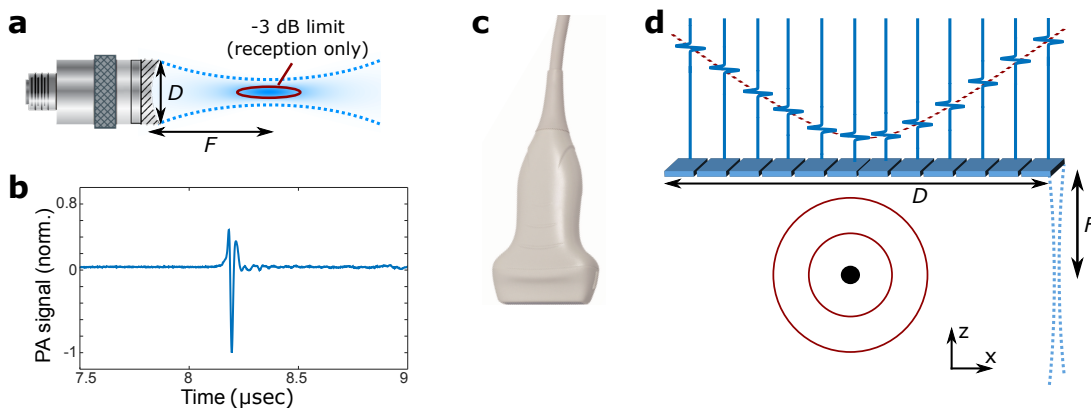 a
-3 dB limit
(reception only)
D
F
b
PA signal (norm.)
0.8
0
-1
7.5
8
8.5
9
Time (μsec)
c
d
D
F
z
x